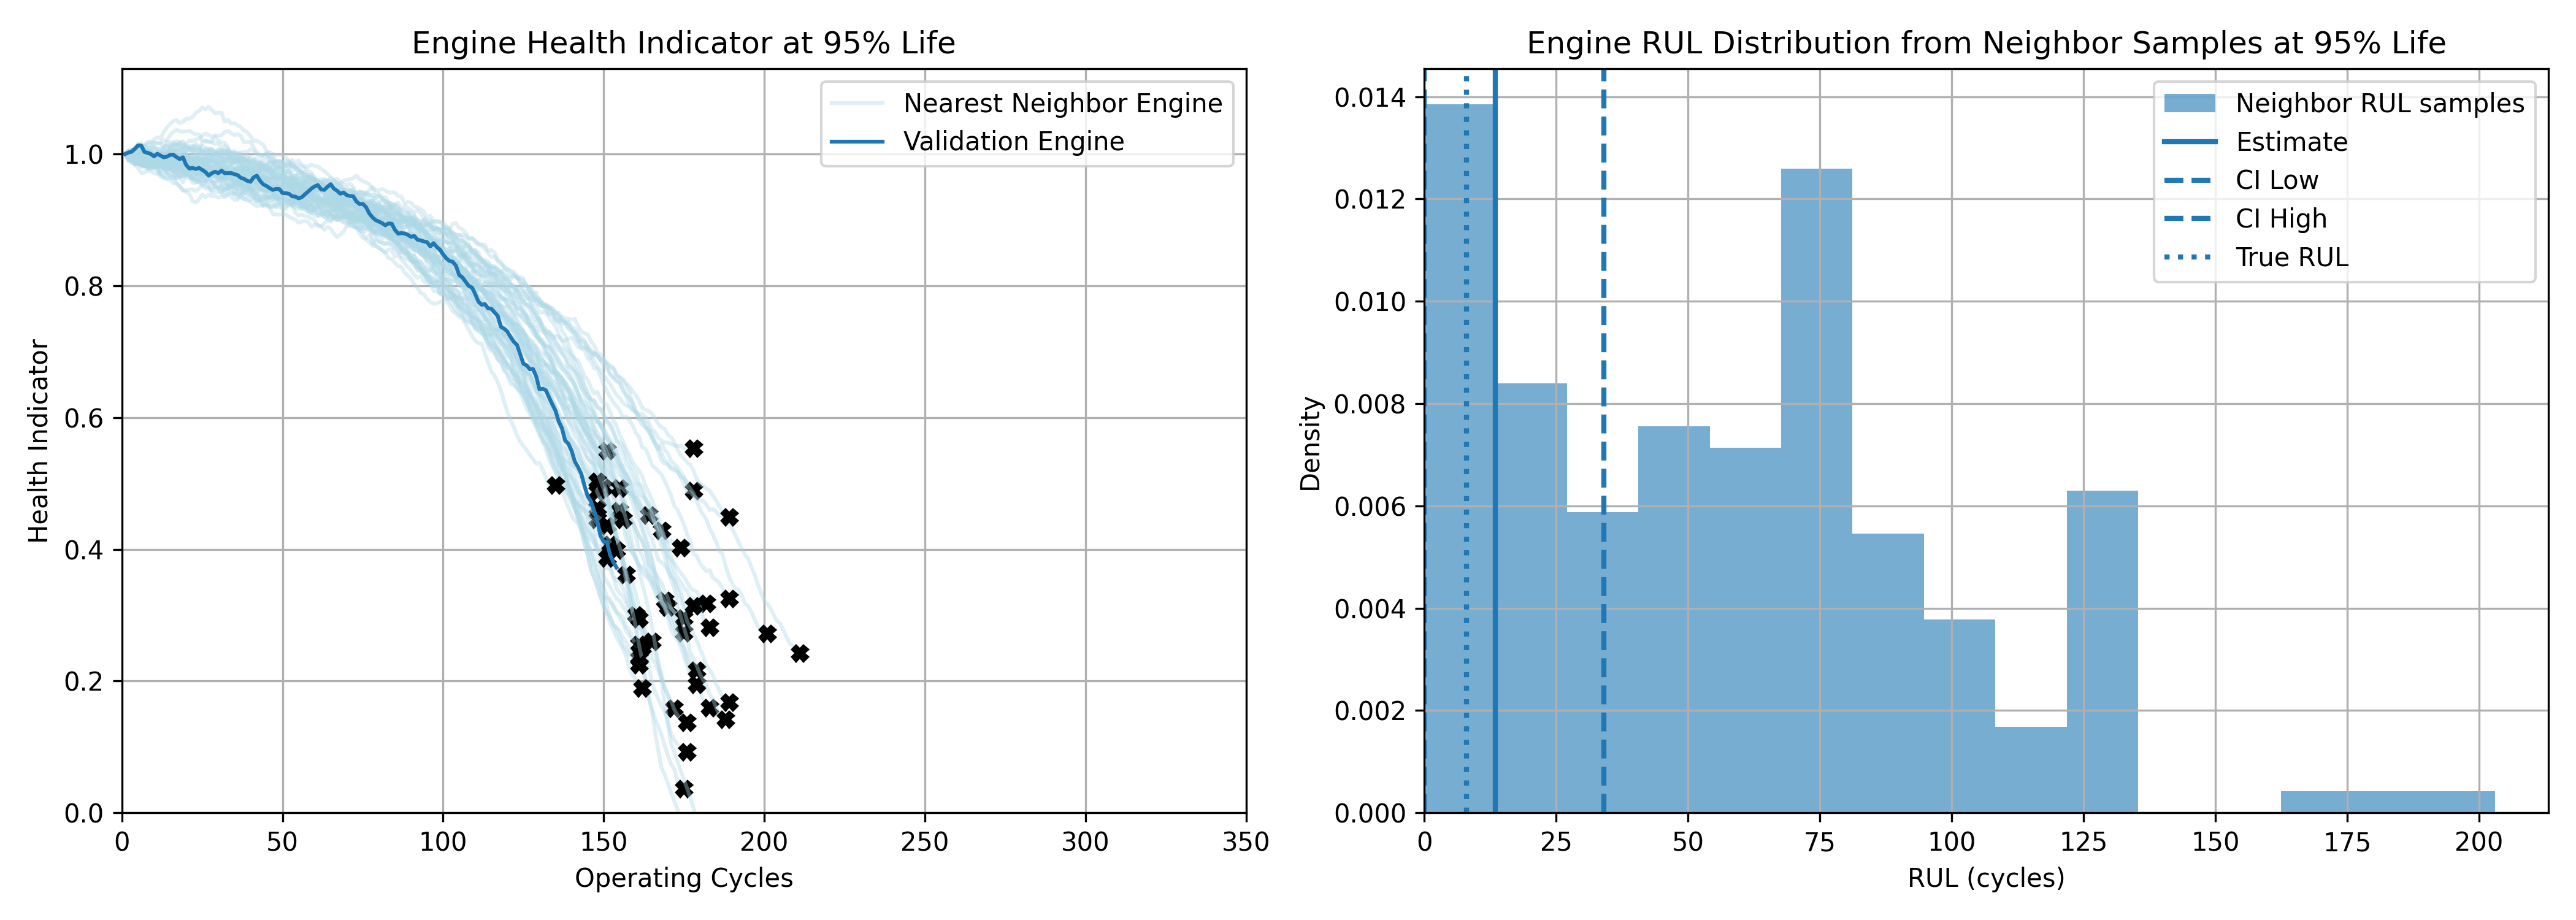 Engine Health Indicator at 95% Life
Health Indicator
1.0
0.8
0.6
0.4
0.2
0.0
0 50 100 150 200 250 300 350
Operating Cycles
Nearest Neighbor Engine
Validation Engine
Engine RUL Distribution from Neighbor Samples at 95% Life
Density
0.014
0.012
0.010
0.008
0.006
0.004
0.002
0.000
0 25 50 75 100 125 150 175 200
RUL (cycles)
Neighbor RUL samples
Estimate
CI Low
CI High
True RUL